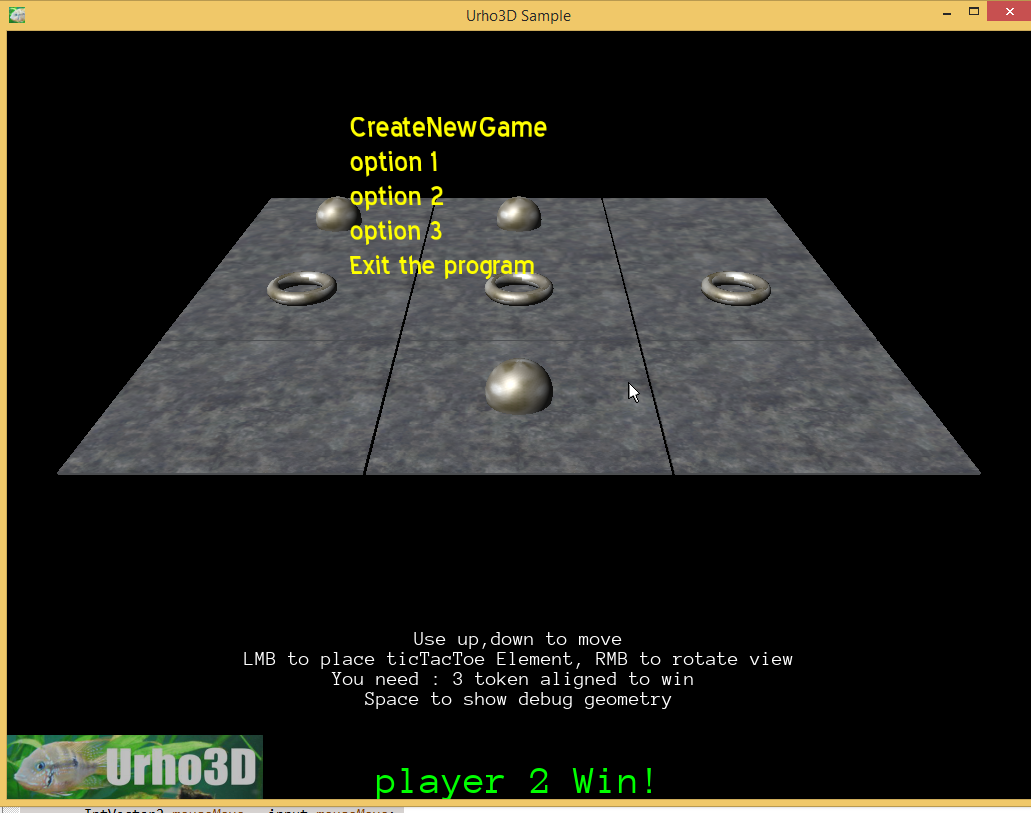 Urho3D Sample
CreateNewGame
option 1
option 2
option 3
Exit the program
Use up,down to move
LMB to place ticTacToe Element, RMB to rotate view
You need : 3 token aligned to win
Space to show debug geometry
Urho3D
player 2 Win!